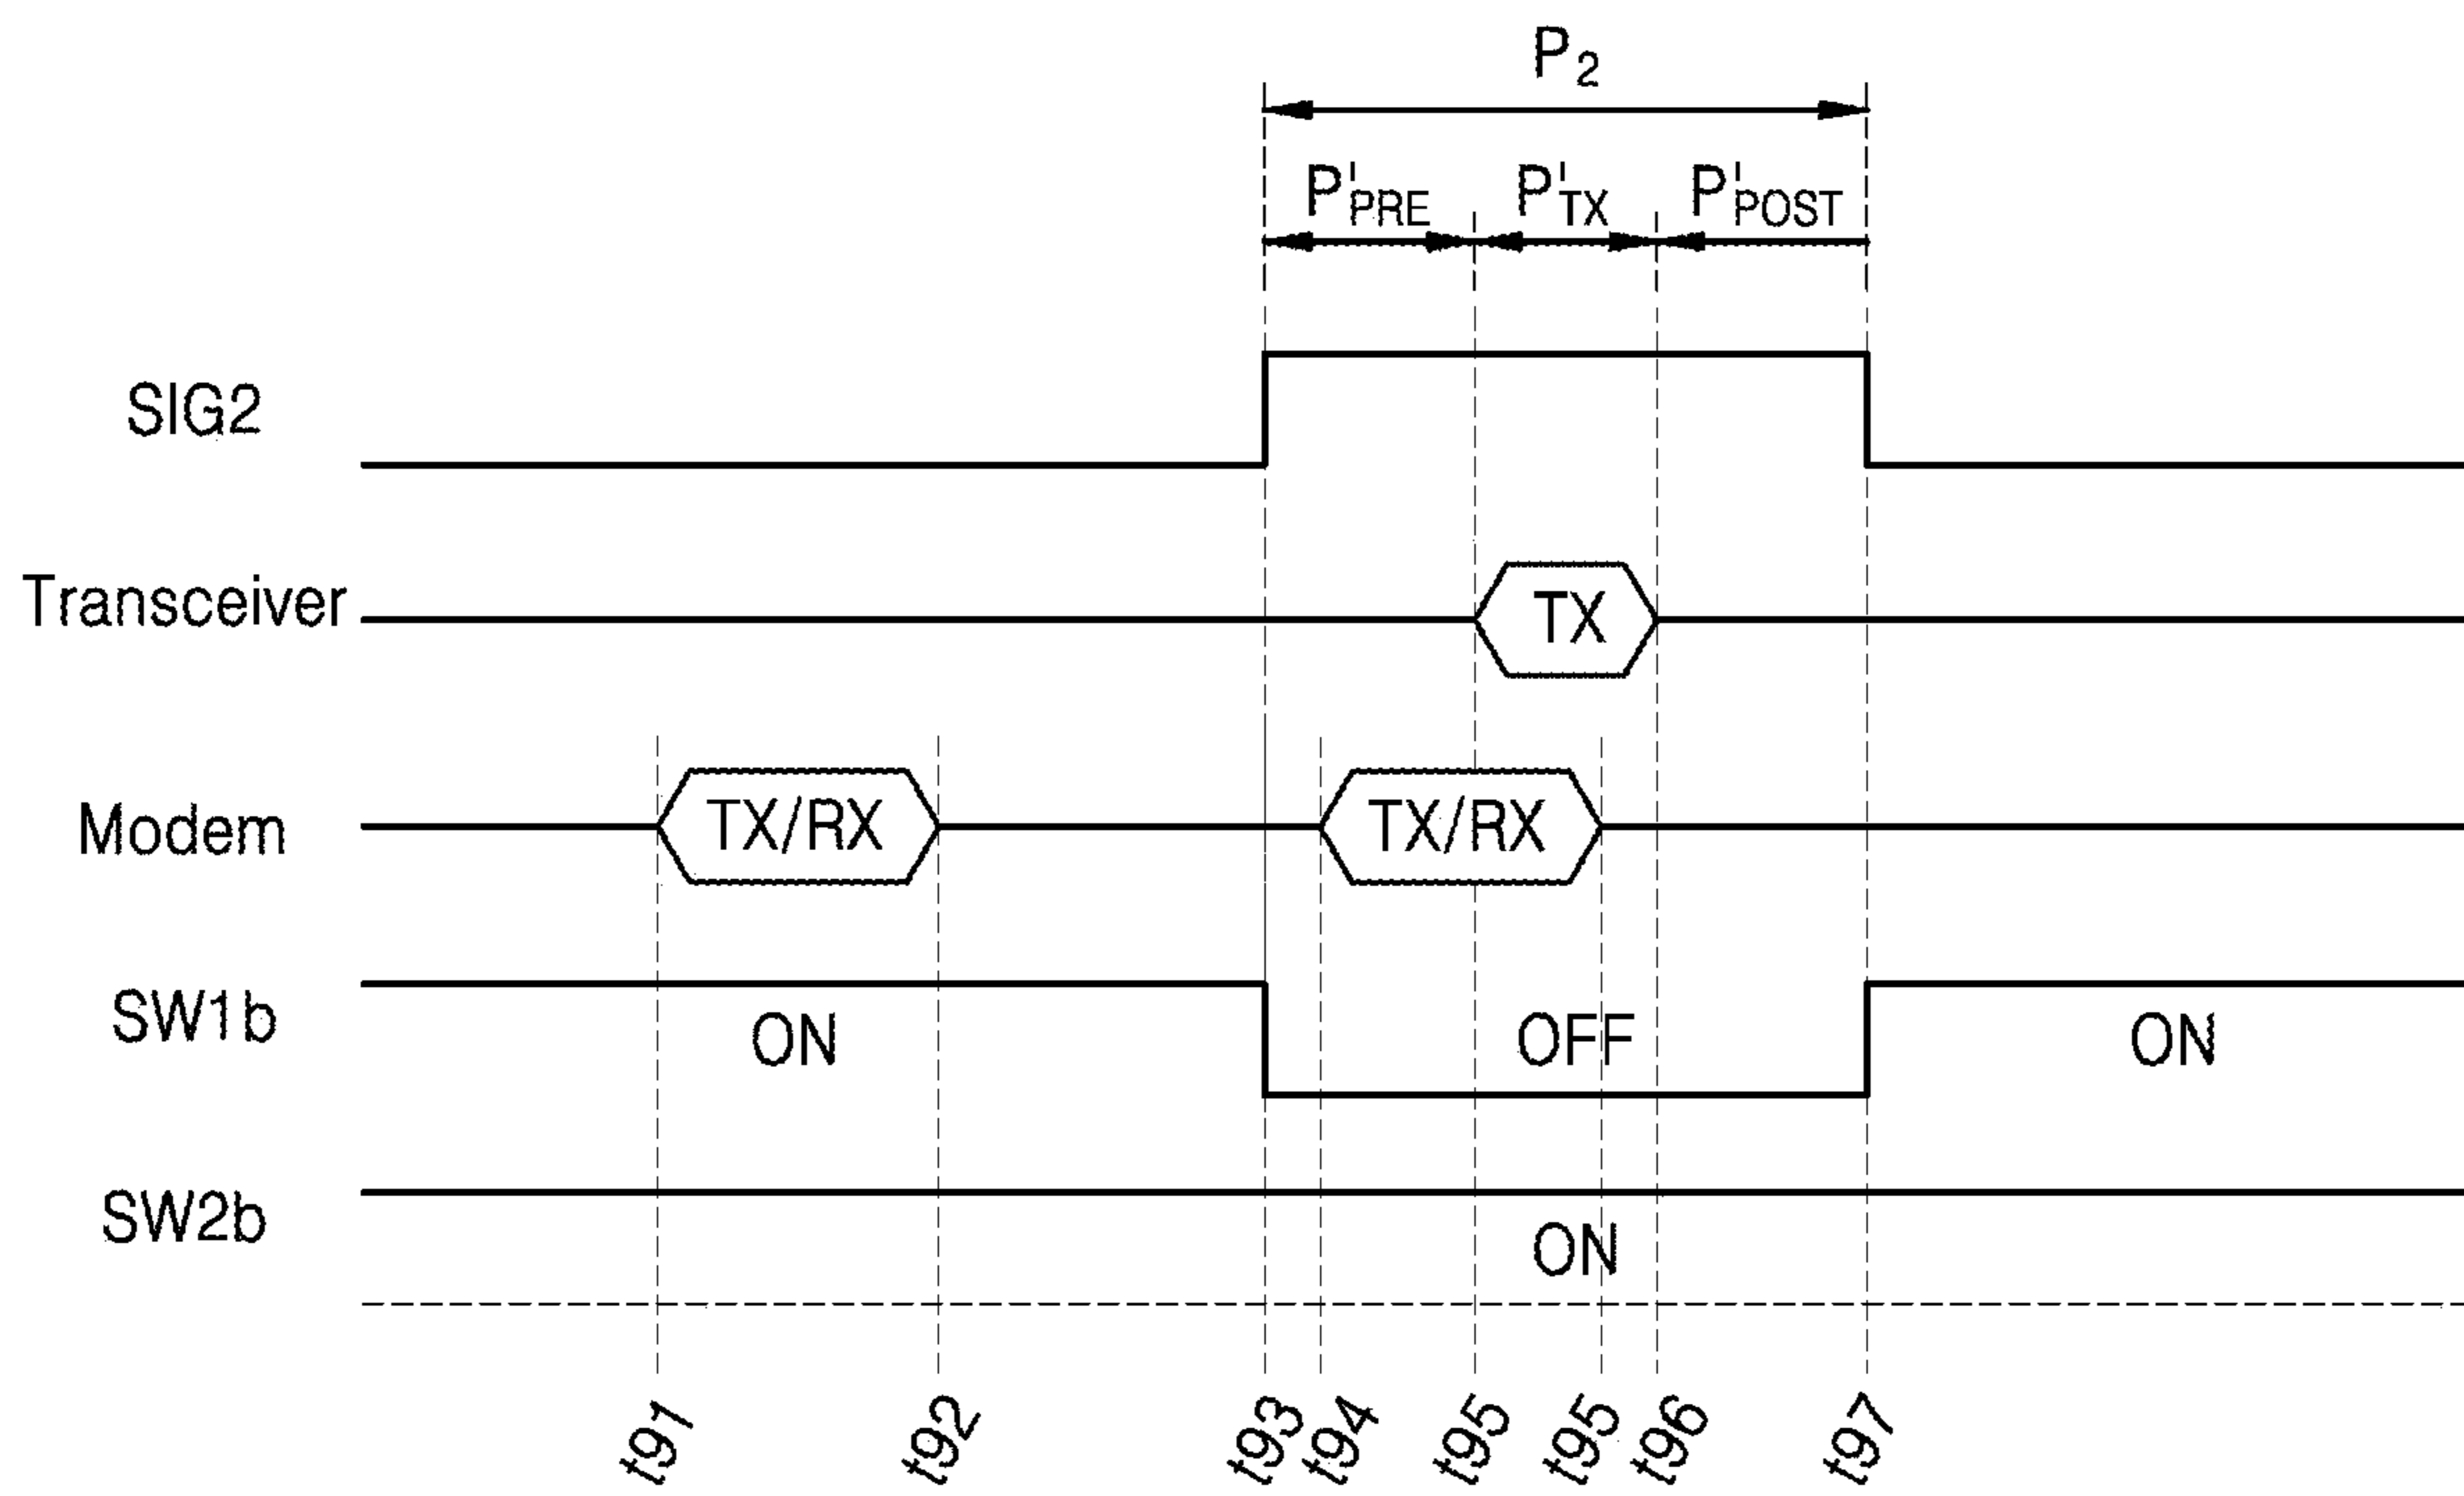 P2
P'PRE P'TX P'POST
SIG2
Transceiver TX
Modem TX/RX TX/RX
SW1b ON OFF ON
SW2b ON
t91 t92 t93 t94 t95 t95 t96 t97